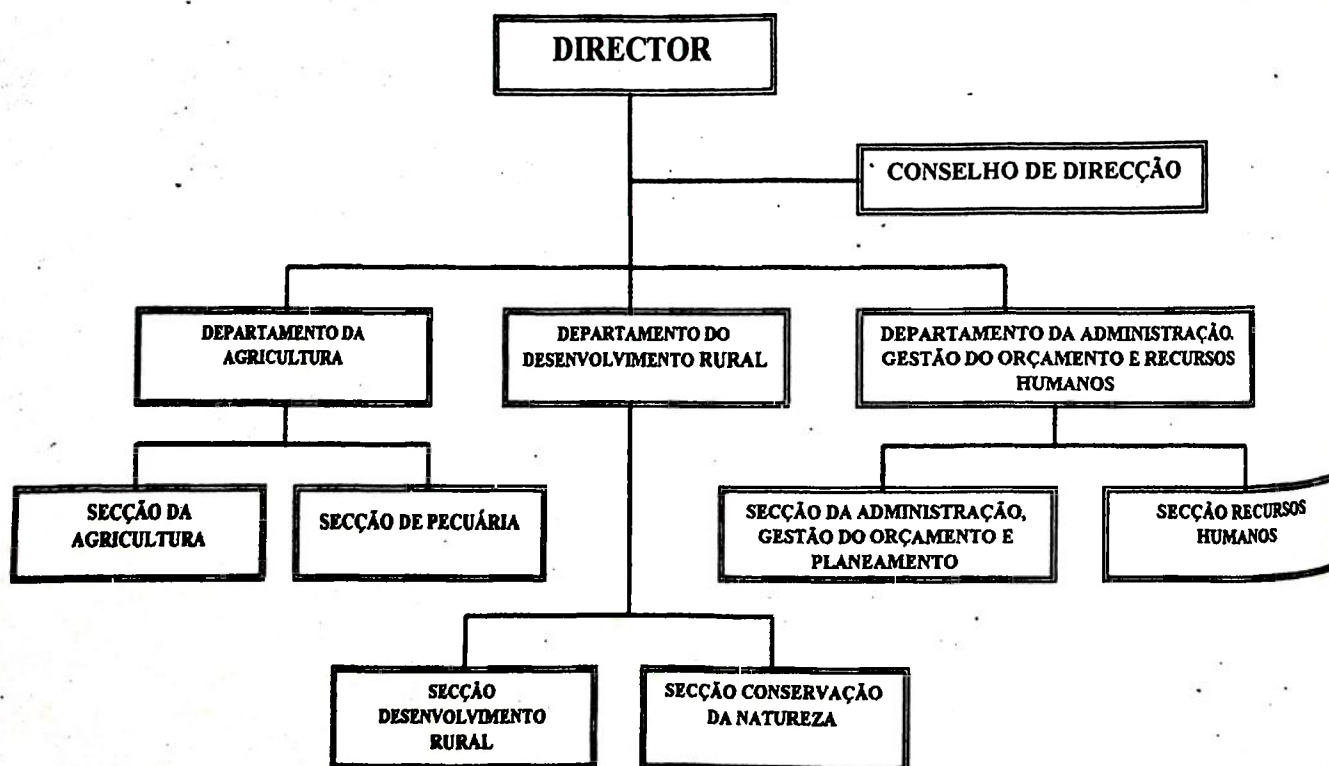 DIRECTOR
CONSELHO DE DIRECÇÃO
DEPARTAMENTO DA
AGRICULTURA
DEPARTAMENTO DO
DESENVOLVIMENTO RURAL
DEPARTAMENTO DA ADMINISTRAÇÃO.
GESTÃO DO ORÇAMENTO E RECURSOS
HUMANOS
SECÇÃO DA
AGRICULTURA
SECÇÃO DE PECUÁRIA
SECÇÃO DA ADMINISTRAÇÃO,
GESTÃO DO ORÇAMENTO E
PLANEAMENTO
SECÇÃO RECURSOS
HUMANOS
SECÇÃO
DESENVOLVIMENTO
RURAL
SECÇÃO CONSERVAÇÃO
DA NATUREZA